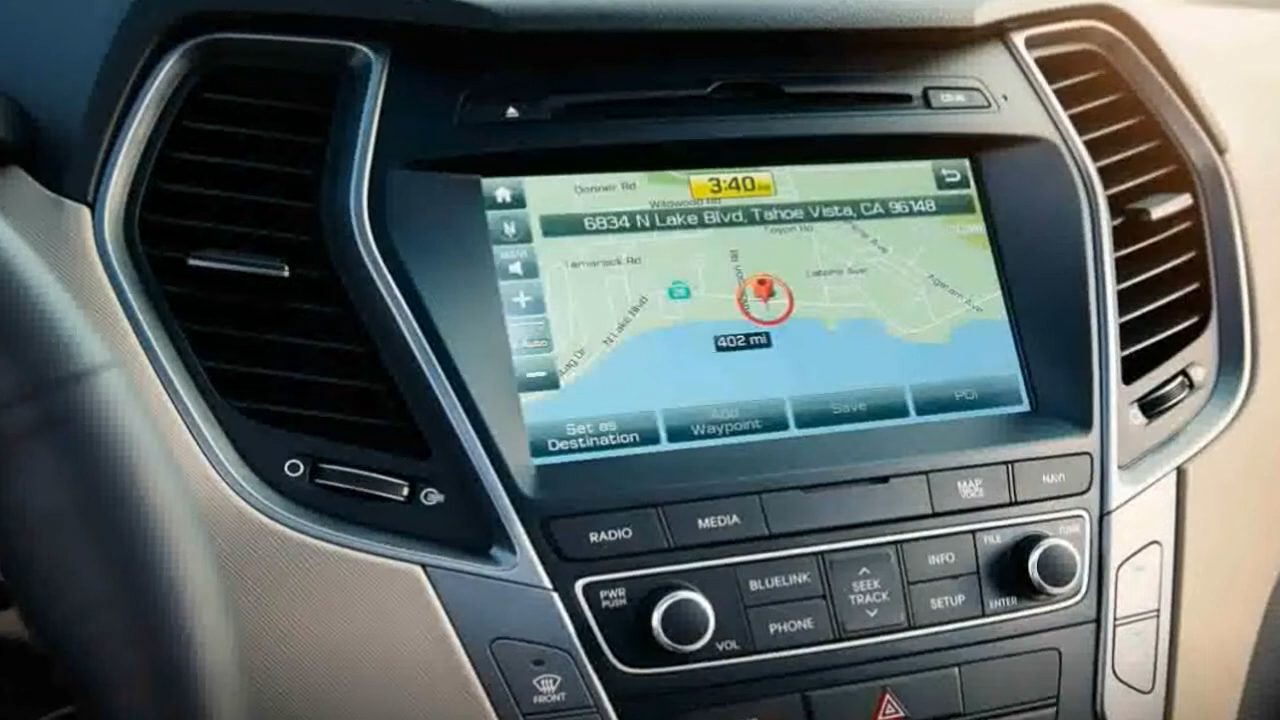 Donner Rd
3:40
Wildwood Rd
6834 N Lake Blvd, Tahoe Vista, CA 96148
Toyon Rd
Tamarack Rd
N Lake Blvd
Agatam Ave
402 mi
Set as
Destination
Add
Waypoint
Save
POI
MAP
VOICE
NAVI
RADIO
MEDIA
PWR
PUSH
VOL
BLUELINK
PHONE
SEEK
TRACK
INFO
SETUP
FILE
TUNE
ENTER
FRONT